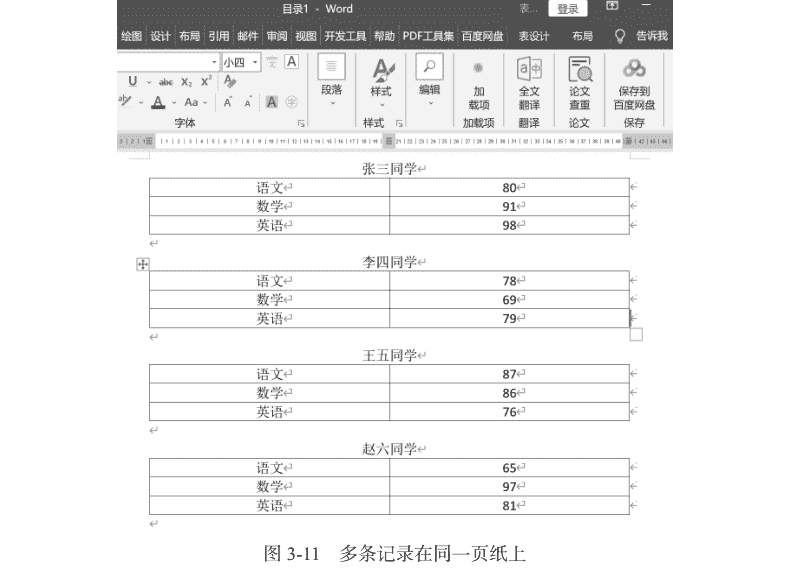 目录1 - Word
表... 登录
绘图 设计 布局 引用 邮件 审阅 视图 开发工具 帮助 PDF工具集 百度网盘 表设计 布局 告诉我
小四
A
U abc X₂ X² A
段落 样式 编辑 加载项 全文翻译 论文查重 保存到百度网盘
A Aa A A A 字
字体 样式 加载项 翻译 论文 保存
张三同学
语文 80
数学 91
英语 98
李四同学
语文 78
数学 69
英语 79
王五同学
语文 87
数学 86
英语 76
赵六同学
语文 65
数学 97
英语 81
图 3-11 多条记录在同一页纸上